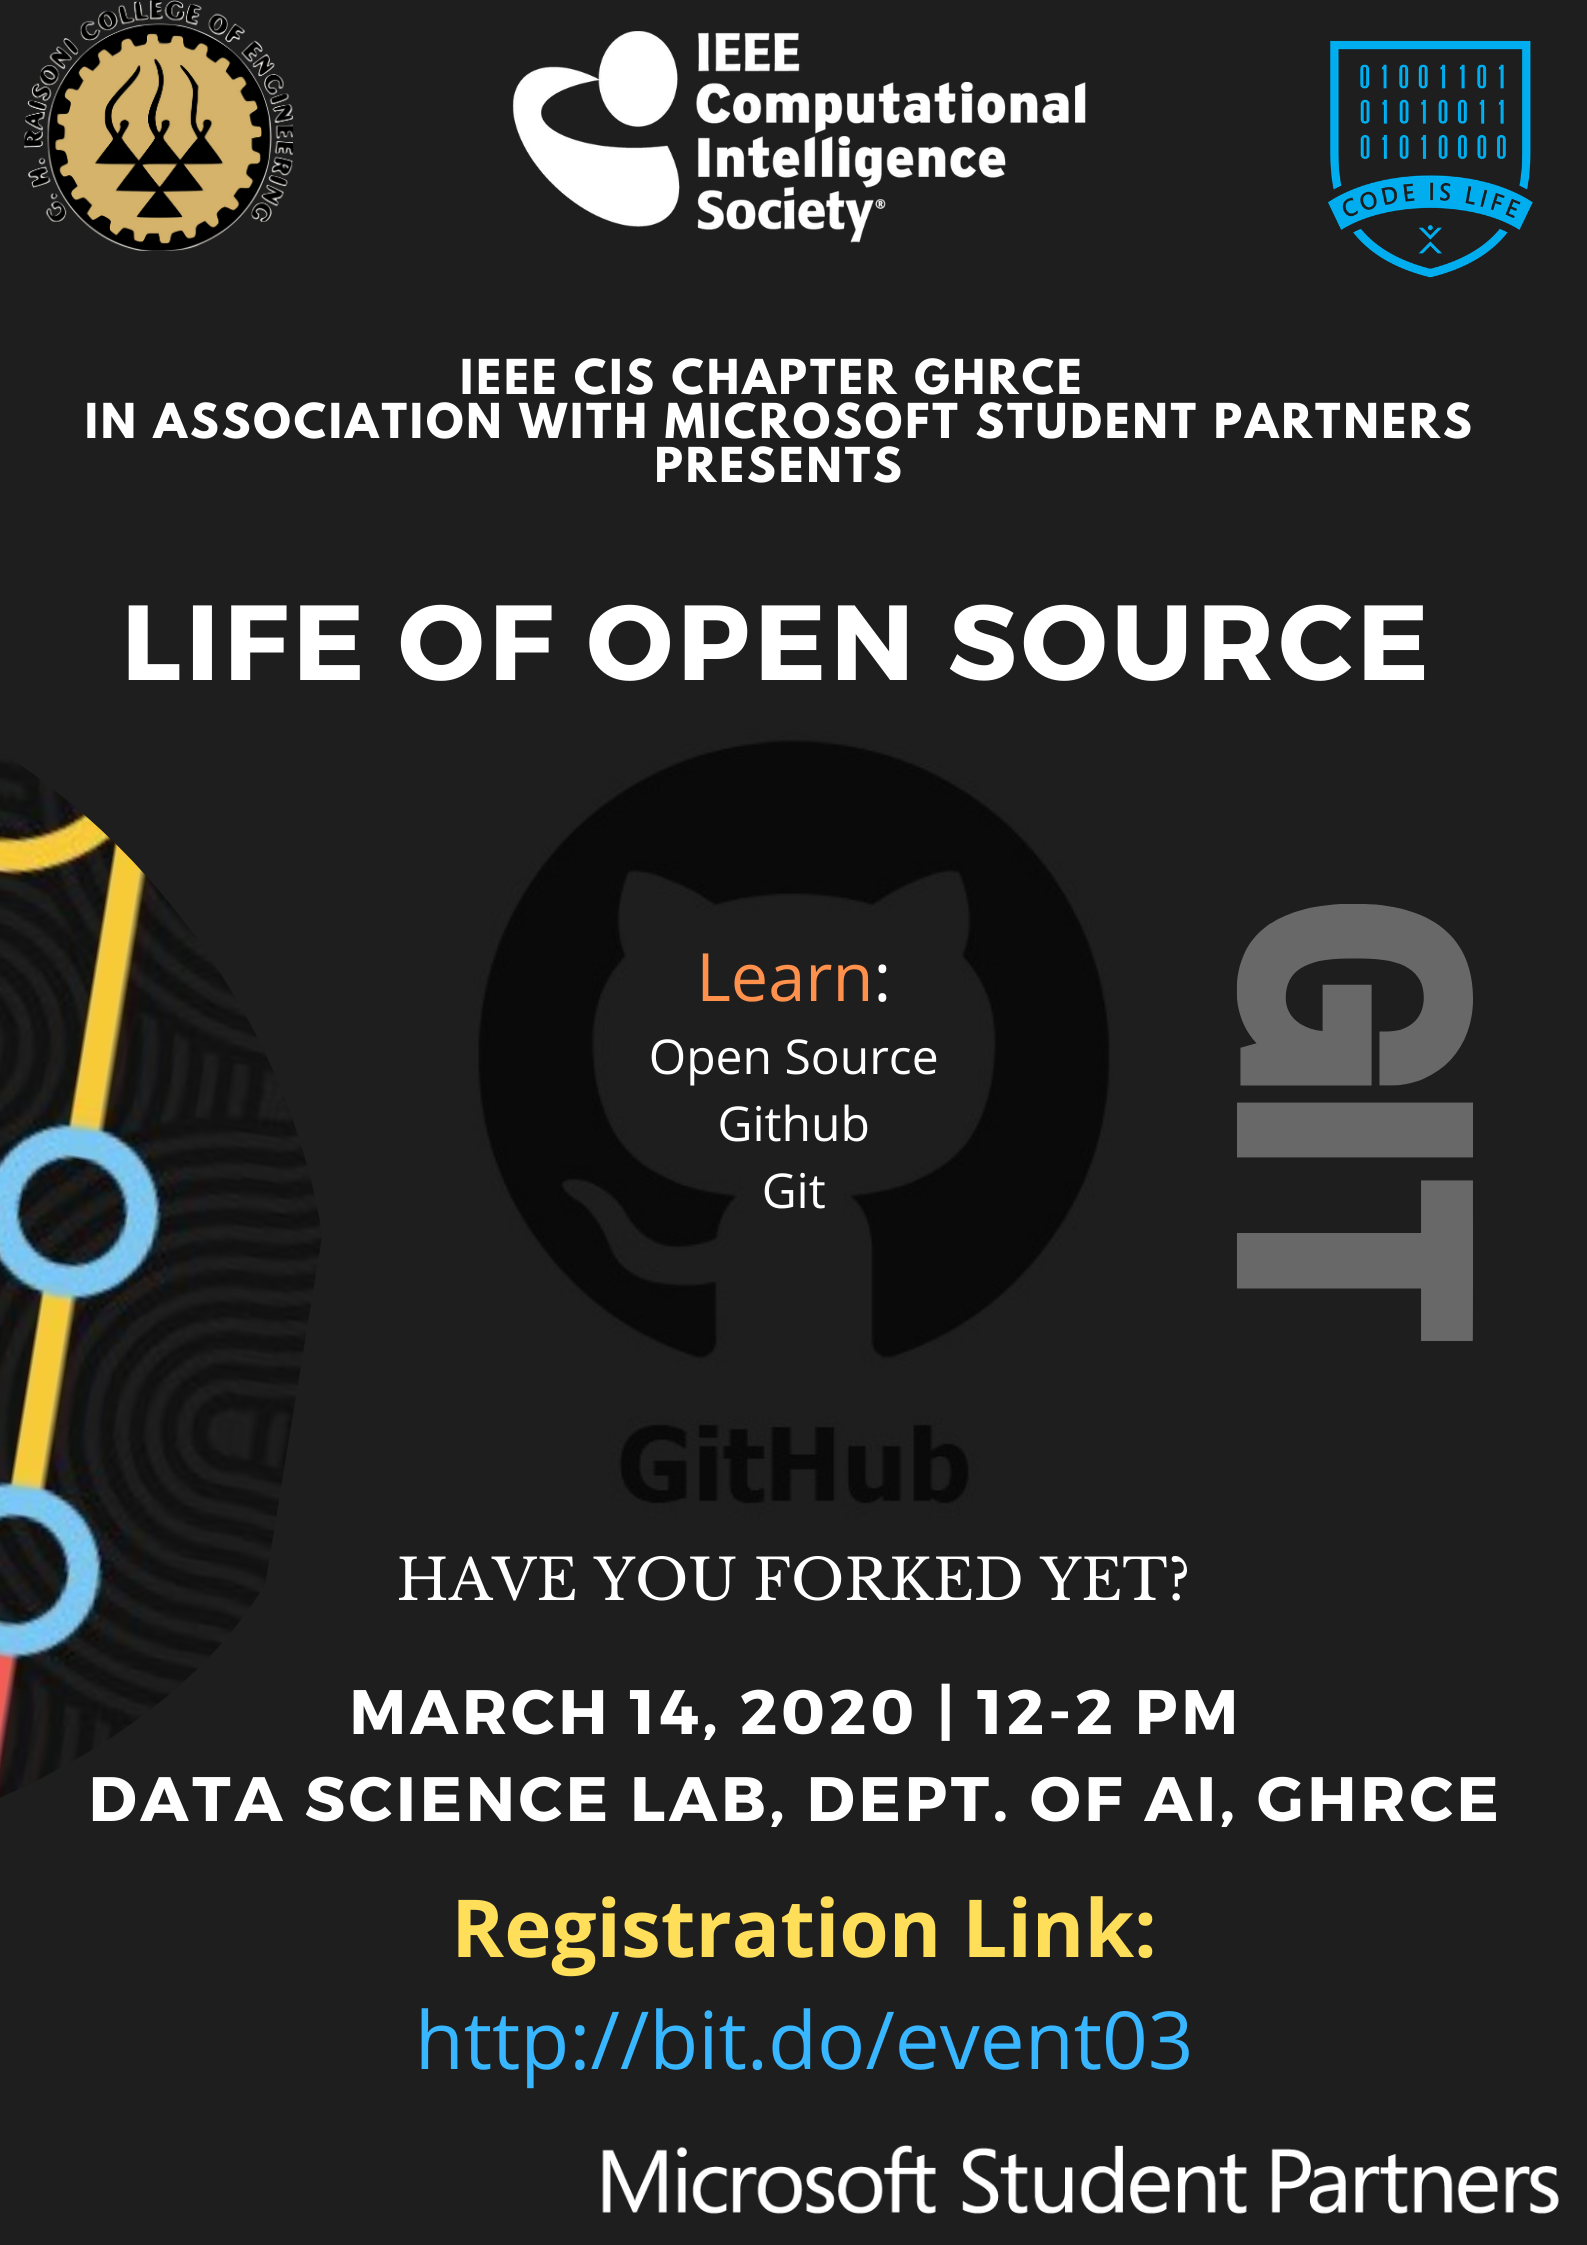 G. H. RAISONI COLLEGE OF ENGINEERING
IEEE
Computational
Intelligence
Society®
01001101
01010011
01010000
CODE IS LIFE
IEEE CIS CHAPTER GHRCE
IN ASSOCIATION WITH MICROSOFT STUDENT PARTNERS
PRESENTS
LIFE OF OPEN SOURCE
Learn:
Open Source
Github
Git
GIT
GitHub
HAVE YOU FORKED YET?
MARCH 14, 2020 | 12-2 PM
DATA SCIENCE LAB, DEPT. OF AI, GHRCE
Registration Link:
http://bit.do/event03
Microsoft Student Partners